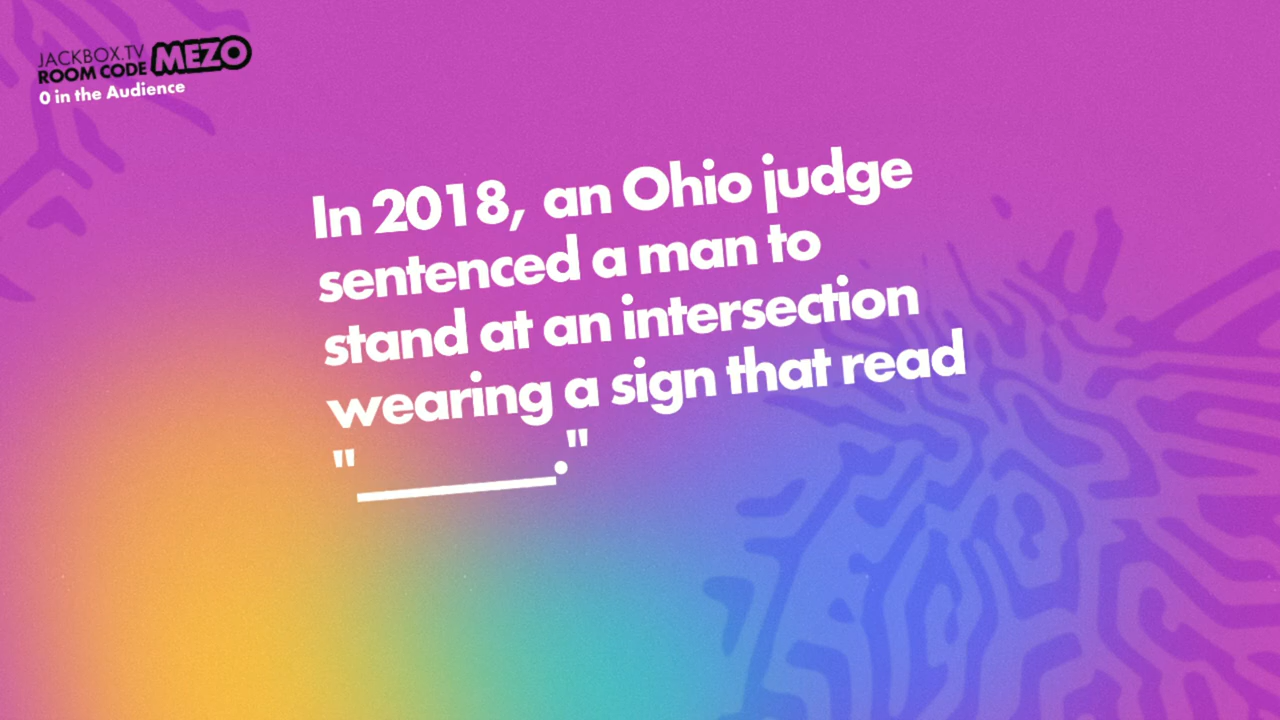 JACKBOX.TV
ROOM CODE MEZO
0 in the Audience
In 2018, an Ohio judge
sentenced a man to
stand at an intersection
wearing a sign that read
"__________."